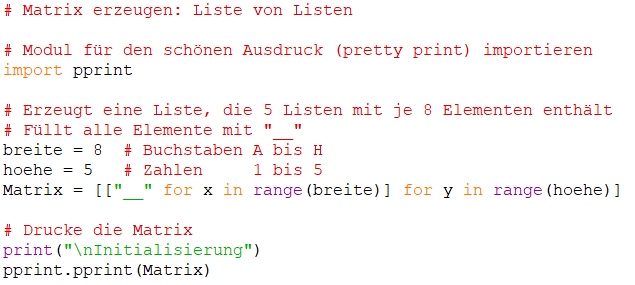 # Matrix erzeugen: Liste von Listen
# Modul für den schönen Ausdruck (pretty print) importieren
import pprint
# Erzeugt eine Liste, die 5 Listen mit je 8 Elementen enthält
# Füllt alle Elemente mit "__"
breite = 8  # Buchstaben A bis H
hoehe = 5   # Zahlen     1 bis 5
Matrix = [["__" for x in range(breite)] for y in range(hoehe)]
# Drucke die Matrix
print("\nInitialisierung")
pprint.pprint(Matrix)